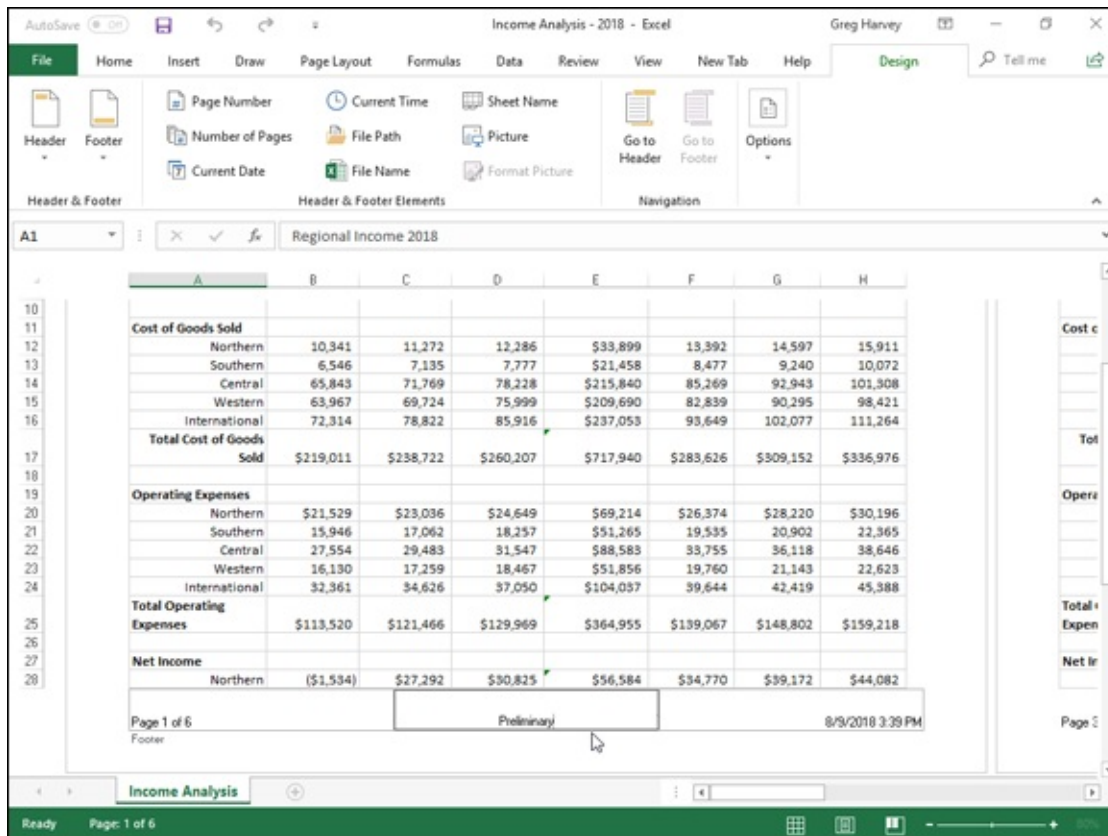 AutoSave Off Income Analysis - 2018 - Excel Greg Harvey
File Home Insert Draw Page Layout Formulas Data Review View New Tab Help Design Tell me
Page Number Current Time Sheet Name
Header Footer Number of Pages File Path Picture Go to Header Go to Footer Options
Current Date File Name Format Picture
Header & Footer Header & Footer Elements Navigation
A1 fx Regional Income 2018
A B C D E F G H
10
11 Cost of Goods Sold Cost c
12 Northern 10,341 11,272 12,286 $33,899 13,392 14,597 15,911
13 Southern 6,546 7,135 7,777 $21,458 8,477 9,240 10,072
14 Central 65,843 71,769 78,228 $215,840 85,269 92,943 101,308
15 Western 63,967 69,724 75,999 $209,690 82,839 90,295 98,421
16 International 72,314 78,822 85,916 $237,053 93,649 102,077 111,264
Total Cost of Goods Tot
17 Sold $219,011 $238,722 $260,207 $717,940 $283,626 $309,152 $336,976
18
19 Operating Expenses Opera
20 Northern $21,529 $23,036 $24,649 $69,214 $26,374 $28,220 $30,196
21 Southern 15,946 17,062 18,257 $51,265 19,535 20,902 22,365
22 Central 27,554 29,483 31,547 $88,583 33,755 36,118 38,646
23 Western 16,130 17,259 18,467 $51,856 19,760 21,143 22,623
24 International 32,361 34,626 37,050 $104,037 39,644 42,419 45,388
Total Operating Total
25 Expenses $113,520 $121,466 $129,969 $364,955 $139,067 $148,802 $159,218 Expen
26
27 Net Income Net In
28 Northern ($1,534) $27,292 $30,825 $56,584 $34,770 $39,172 $44,082
Page 1 of 6 Preliminary 8/9/2018 3:39 PM Page
Footer
Income Analysis
Ready Page: 1 of 6 80%